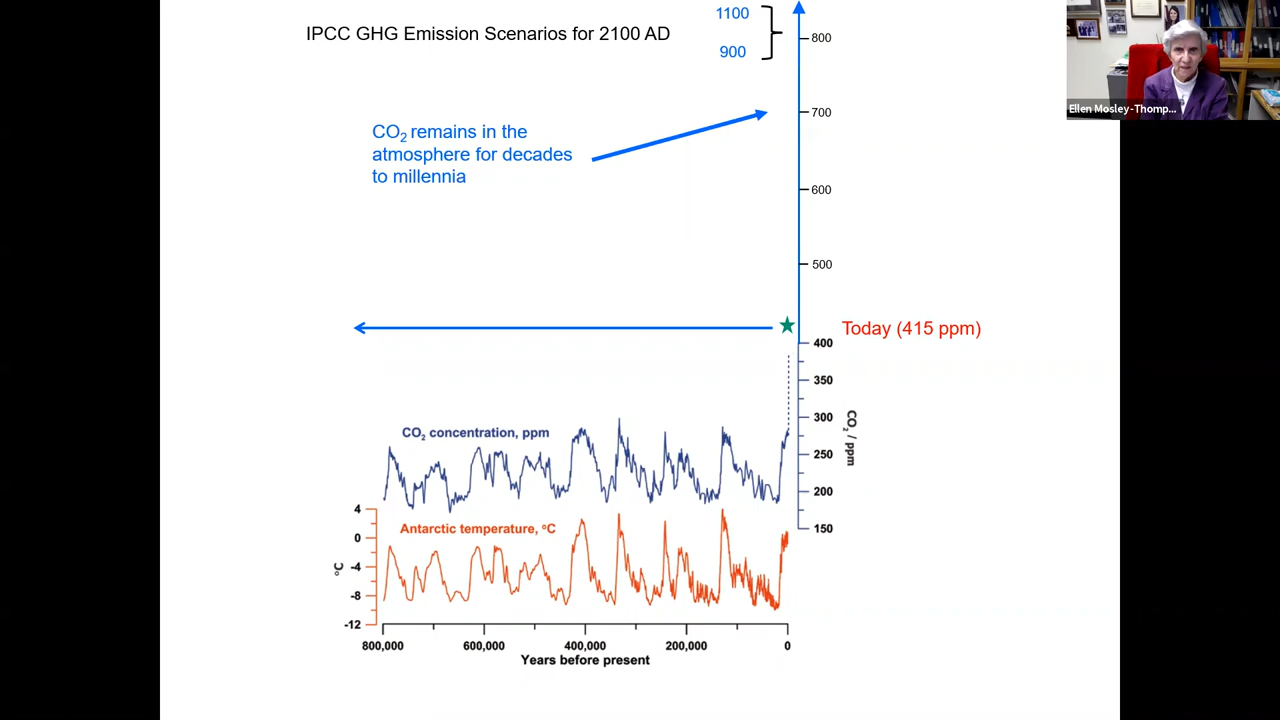 IPCC GHG Emission Scenarios for 2100 AD
1100
900
800
700
600
500
CO₂ remains in the
atmosphere for decades
to millennia
Today (415 ppm)
400
350
300
250
200
150
CO₂ / ppm
CO₂ concentration, ppm
Antarctic temperature, °C
4
0
-4
-8
-12
°C
800,000
600,000
400,000
200,000
0
Years before present
Ellen Mosley-Thomp...